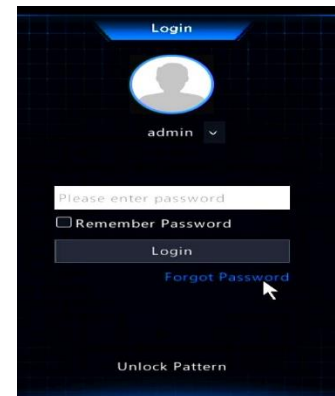 Login
admin
Please enter password
Remember Password
Login
Forgot Password
Unlock Pattern